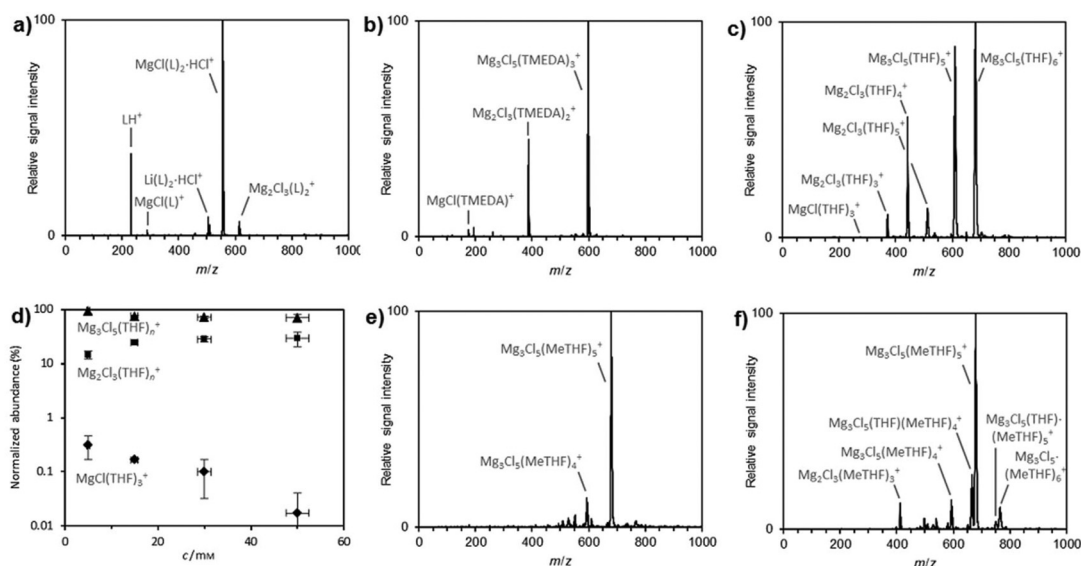 a)
Relative signal intensity
100
0
MgCl(L)₂·HCl⁺
LH⁺
Li(L)₂·HCl⁺
MgCl(L)⁺
Mg₂Cl₃(L)₂⁺
0 200 400 600 800 1000
m/z
b)
Relative signal intensity
100
0
Mg₃Cl₅(TMEDA)₃⁺
Mg₂Cl₃(TMEDA)₂⁺
MgCl(TMEDA)⁺
0 200 400 600 800 1000
m/z
c)
Relative signal intensity
100
0
Mg₃Cl₅(THF)₅⁺
Mg₃Cl₅(THF)₆⁺
Mg₂Cl₃(THF)₄⁺
Mg₂Cl₃(THF)₅⁺
Mg₂Cl₃(THF)₃⁺
MgCl(THF)₃⁺
0 200 400 600 800 1000
m/z
d)
Normalized abundance (%)
100
10
1
0.1
0.01
Mg₃Cl₅(THF)ₙ⁺
Mg₂Cl₃(THF)ₙ⁺
MgCl(THF)₃⁺
0 20 40 60
c/mM
e)
Relative signal intensity
100
0
Mg₃Cl₅(MeTHF)₅⁺
Mg₃Cl₅(MeTHF)₄⁺
0 200 400 600 800 1000
m/z
f)
Relative signal intensity
100
0
Mg₃Cl₅(MeTHF)₅⁺
Mg₃Cl₅(THF)(MeTHF)₄⁺
Mg₃Cl₅(MeTHF)₄⁺
Mg₂Cl₃(MeTHF)₃⁺
Mg₃Cl₅(THF)·
(MeTHF)₅⁺
Mg₃Cl₅·
(MeTHF)₆⁺
0 200 400 600 800 1000
m/z